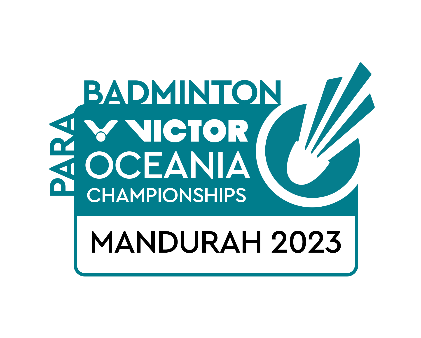 PARA
BADMINTON
VICTOR
OCEANIA
CHAMPIONSHIPS
MANDURAH 2023